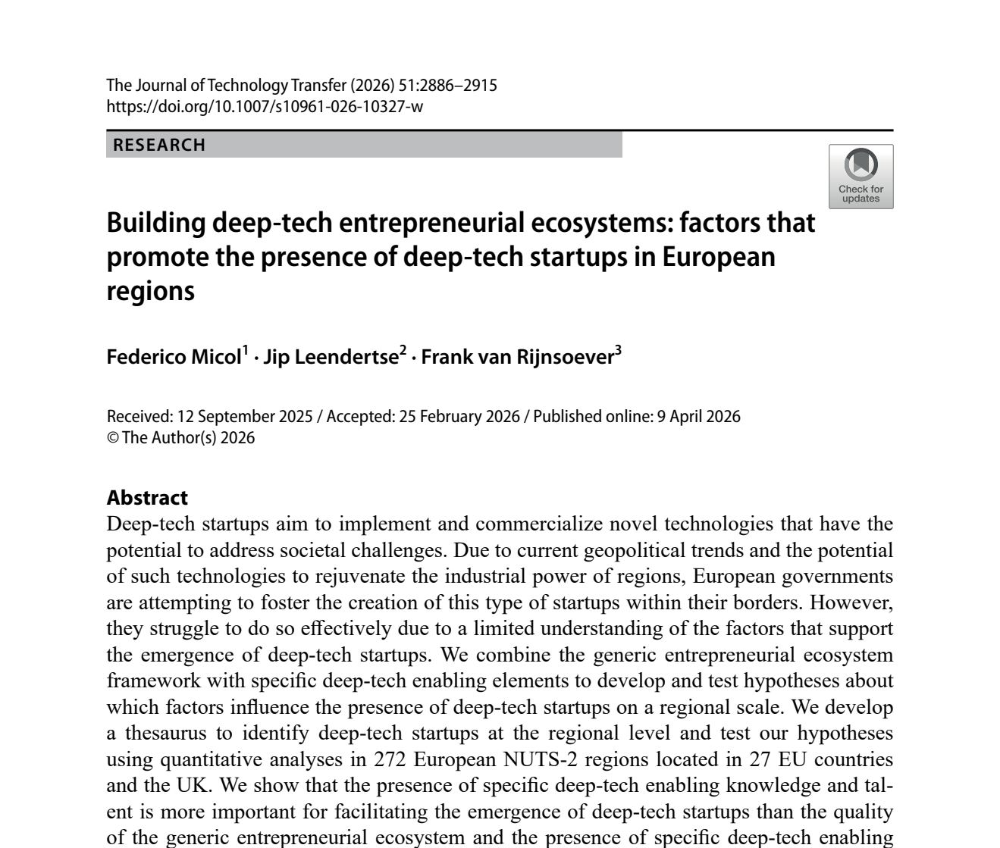 The Journal of Technology Transfer (2026) 51:2886–2915
https://doi.org/10.1007/s10961-026-10327-w
RESEARCH
Check for
updates
Building deep-tech entrepreneurial ecosystems: factors that
promote the presence of deep-tech startups in European
regions
Federico Micol1 · Jip Leendertse2 · Frank van Rijnsoever3
Received: 12 September 2025 / Accepted: 25 February 2026 / Published online: 9 April 2026
© The Author(s) 2026
Abstract
Deep-tech startups aim to implement and commercialize novel technologies that have the
potential to address societal challenges. Due to current geopolitical trends and the potential
of such technologies to rejuvenate the industrial power of regions, European governments
are attempting to foster the creation of this type of startups within their borders. However,
they struggle to do so effectively due to a limited understanding of the factors that support
the emergence of deep-tech startups. We combine the generic entrepreneurial ecosystem
framework with specific deep-tech enabling elements to develop and test hypotheses about
which factors influence the presence of deep-tech startups on a regional scale. We develop
a thesaurus to identify deep-tech startups at the regional level and test our hypotheses
using quantitative analyses in 272 European NUTS-2 regions located in 27 EU countries
and the UK. We show that the presence of specific deep-tech enabling knowledge and tal-
ent is more important for facilitating the emergence of deep-tech startups than the quality
of the generic entrepreneurial ecosystem and the presence of specific deep-tech enabling